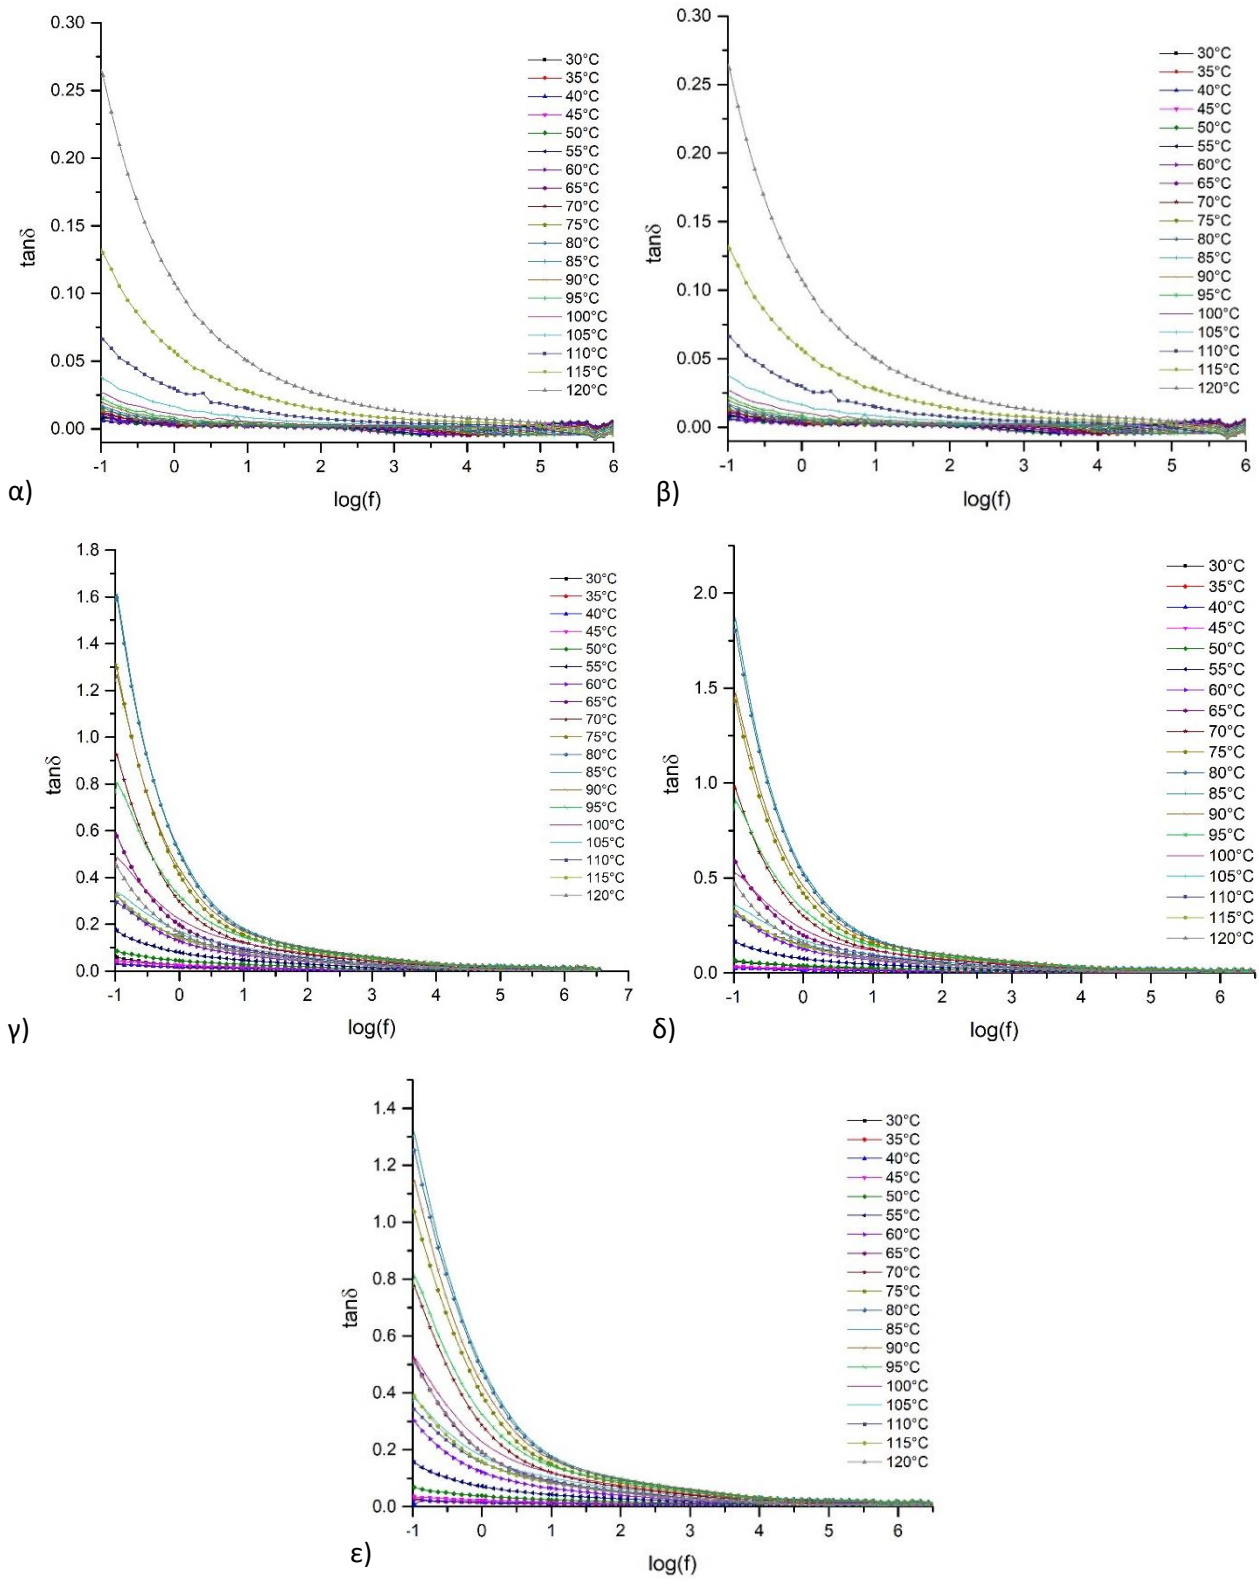 0.30
0.25
0.20
0.15
0.10
0.05
0.00
tanδ
-1 0 1 2 3 4 5 6
log(f)
30°C
35°C
40°C
45°C
50°C
55°C
60°C
65°C
70°C
75°C
80°C
85°C
90°C
95°C
100°C
105°C
110°C
115°C
120°C
α)
0.30
0.25
0.20
0.15
0.10
0.05
0.00
tanδ
-1 0 1 2 3 4 5 6
log(f)
30°C
35°C
40°C
45°C
50°C
55°C
60°C
65°C
70°C
75°C
80°C
85°C
90°C
95°C
100°C
105°C
110°C
115°C
120°C
β)
1.8
1.6
1.4
1.2
1.0
0.8
0.6
0.4
0.2
0.0
tanδ
-1 0 1 2 3 4 5 6 7
log(f)
30°C
35°C
40°C
45°C
50°C
55°C
60°C
65°C
70°C
75°C
80°C
85°C
90°C
95°C
100°C
105°C
110°C
115°C
120°C
γ)
2.0
1.5
1.0
0.5
0.0
tanδ
-1 0 1 2 3 4 5 6
log(f)
30°C
35°C
40°C
45°C
50°C
55°C
60°C
65°C
70°C
75°C
80°C
85°C
90°C
95°C
100°C
105°C
110°C
115°C
120°C
δ)
1.4
1.2
1.0
0.8
0.6
0.4
0.2
0.0
tanδ
-1 0 1 2 3 4 5 6
log(f)
30°C
35°C
40°C
45°C
50°C
55°C
60°C
65°C
70°C
75°C
80°C
85°C
90°C
95°C
100°C
105°C
110°C
115°C
120°C
ε)